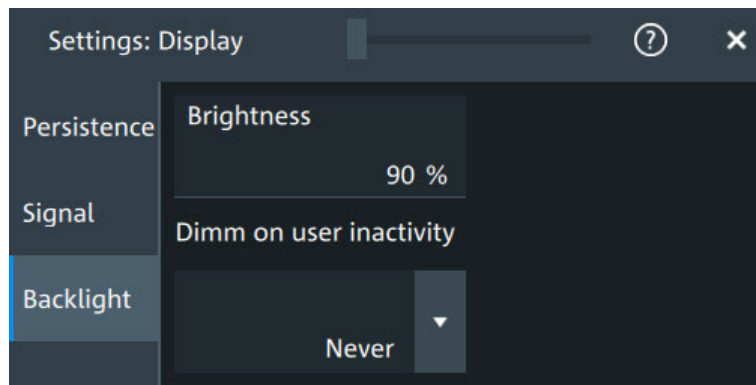 Settings: Display
Persistence
Signal
Backlight
Brightness
90 %
Dimm on user inactivity
Never